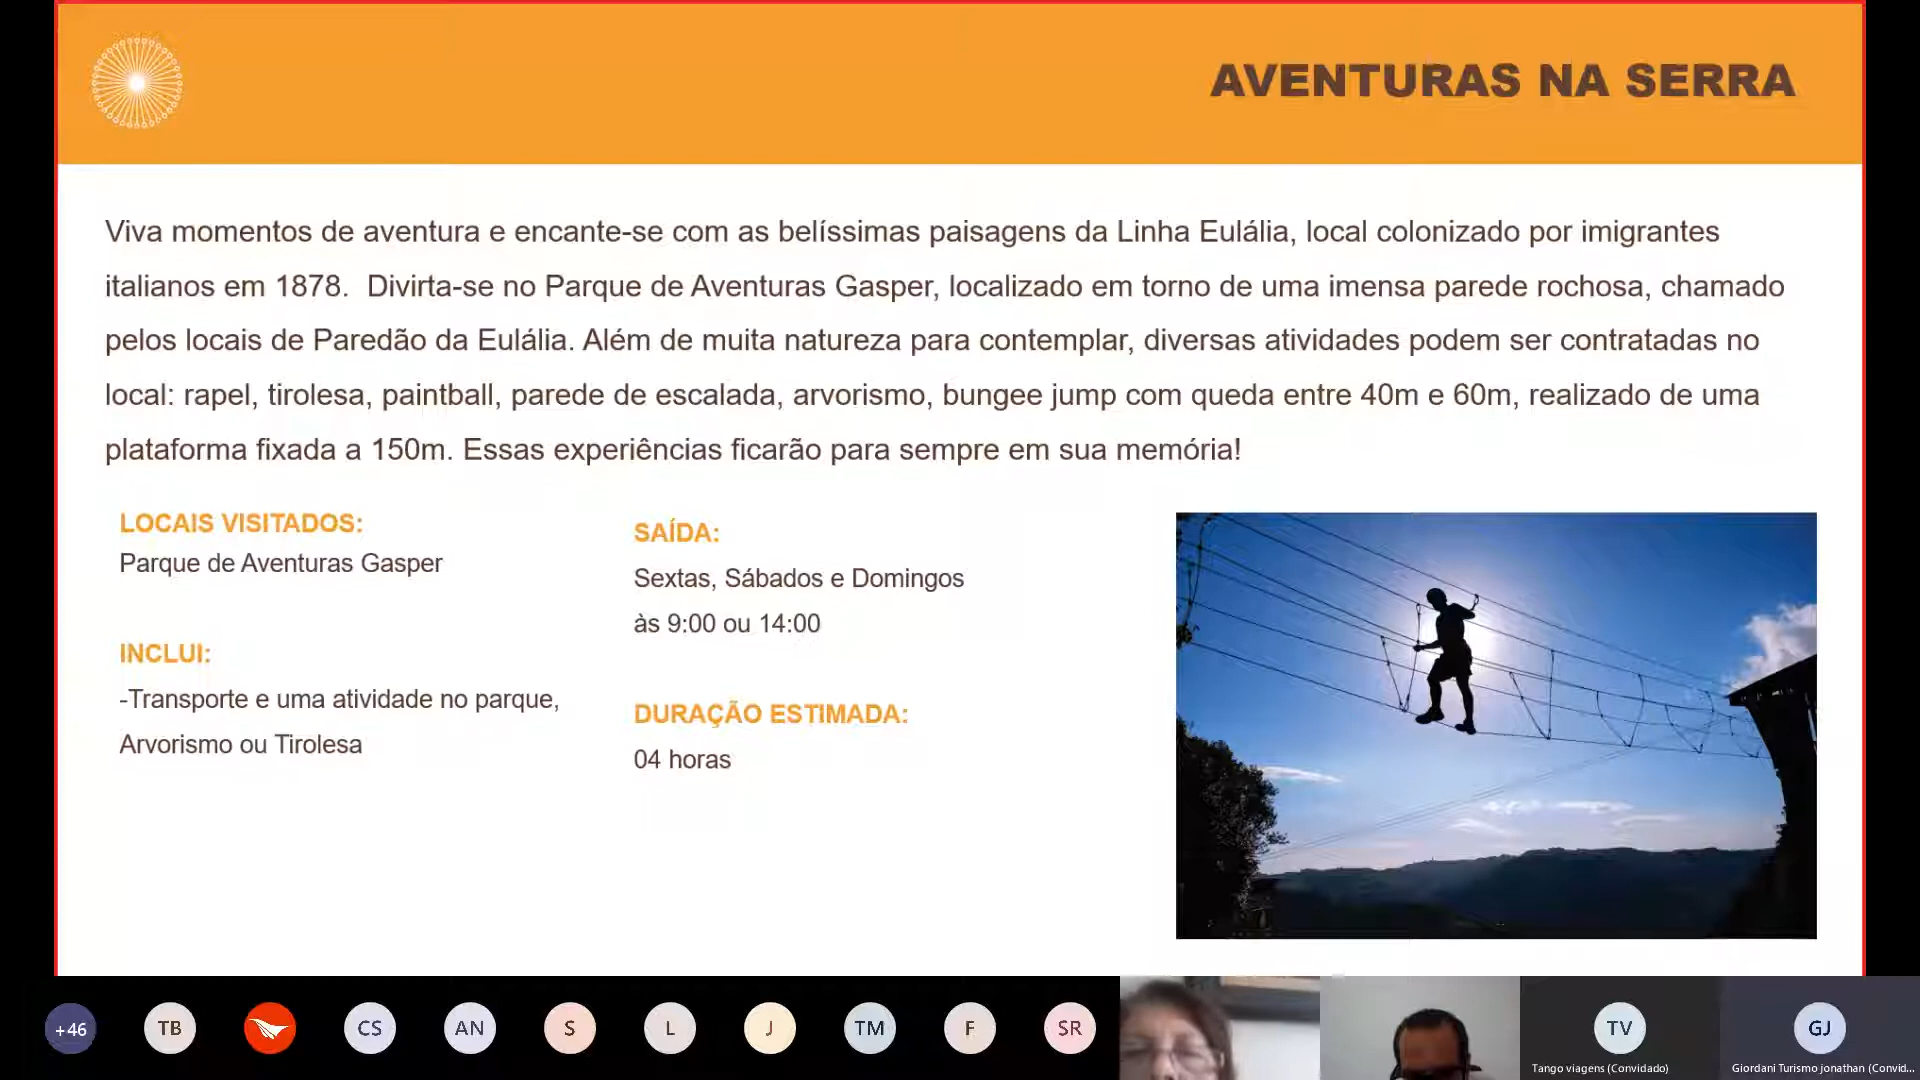 AVENTURAS NA SERRA
Viva momentos de aventura e encante-se com as belíssimas paisagens da Linha Eulália, local colonizado por imigrantes
italianos em 1878.  Divirta-se no Parque de Aventuras Gasper, localizado em torno de uma imensa parede rochosa, chamado
pelos locais de Paredão da Eulália. Além de muita natureza para contemplar, diversas atividades podem ser contratadas no
local: rapel, tirolesa, paintball, parede de escalada, arvorismo, bungee jump com queda entre 40m e 60m, realizado de uma
plataforma fixada a 150m. Essas experiências ficarão para sempre em sua memória!
LOCAIS VISITADOS:
Parque de Aventuras Gasper
INCLUI:
-Transporte e uma atividade no parque,
Arvorismo ou Tirolesa
SAÍDA:
Sextas, Sábados e Domingos
às 9:00 ou 14:00
DURAÇÃO ESTIMADA:
04 horas
+46
TB
CS
AN
S
L
J
TM
F
SR
TV
Tango viagens (Convidado)
GJ
Giordani Turismo jonathan (Convid...